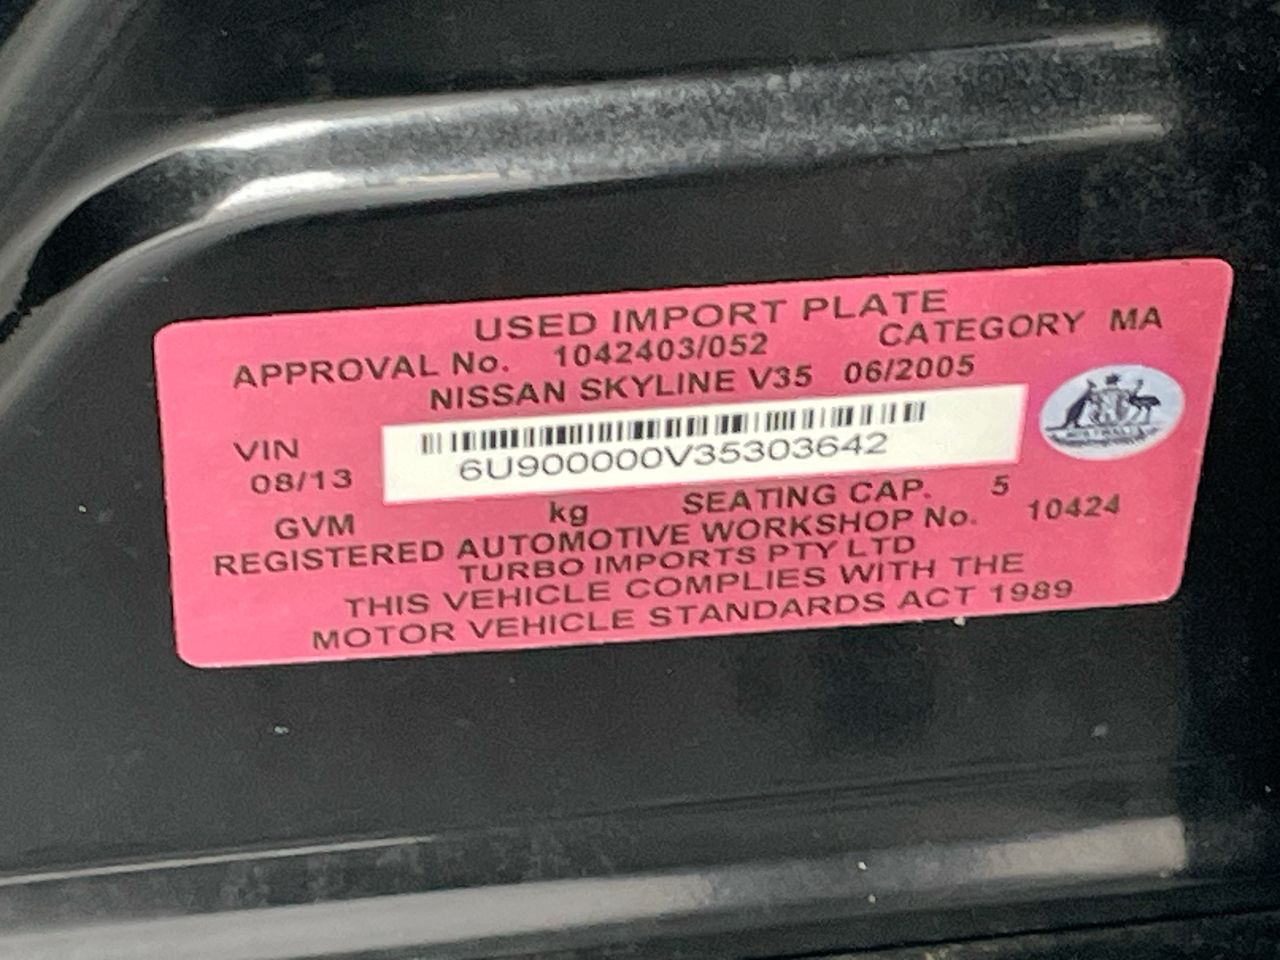 USED IMPORT PLATE
APPROVAL No. 1042403/052 CATEGORY MA
NISSAN SKYLINE V35 06/2005
VIN 6U900000V35303642
08/13
GVM kg SEATING CAP. 5
REGISTERED AUTOMOTIVE WORKSHOP No. 10424
TURBO IMPORTS PTY LTD
THIS VEHICLE COMPLIES WITH THE
MOTOR VEHICLE STANDARDS ACT 1989
AUSTRALIA